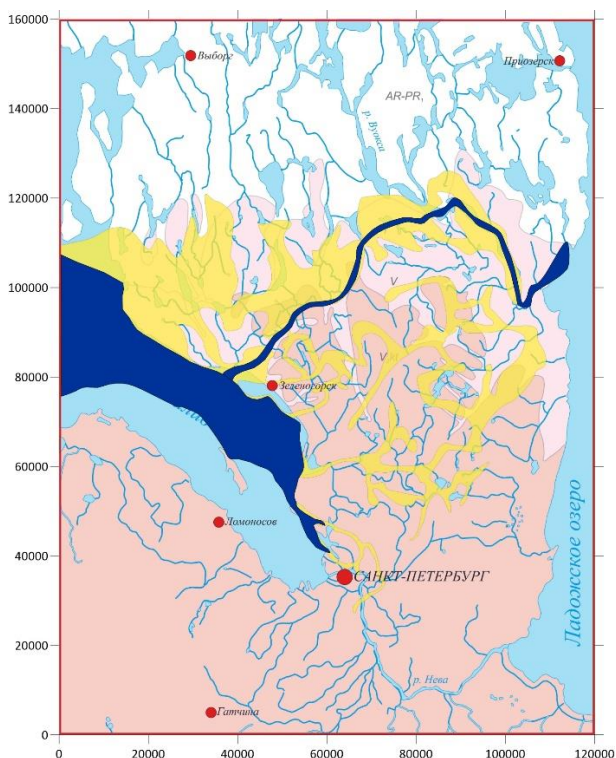 160000
Выборг
Приозерск
AR-PR₁
р. Вуокса
140000
120000
100000
V
V
80000
Зеленогорск
60000
Ломоносов
40000
САНКТ-ПЕТЕРБУРГ
Ладожское озеро
20000
р. Нева
Гатчина
0
0 20000 40000 60000 80000 100000 120000